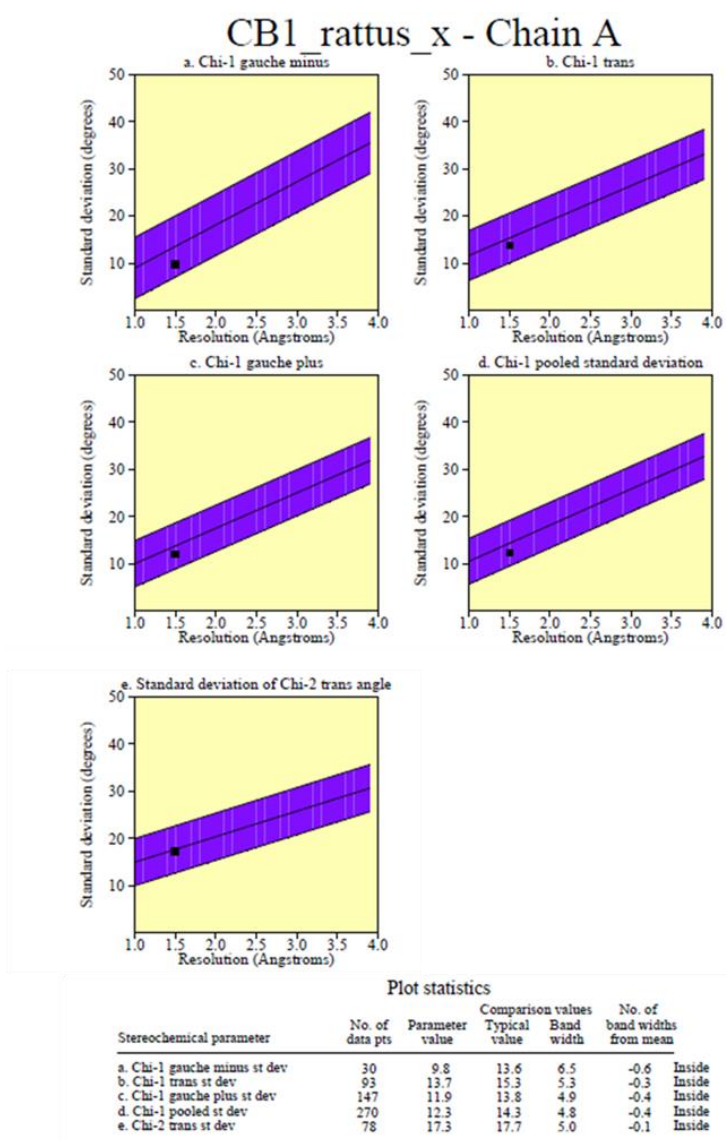 CB1_rattus_x - Chain A
a. Chi-1 gauche minus
b. Chi-1 trans
50
40
30
20
10
Standard deviation (degrees)
1.0 1.5 2.0 2.5 3.0 3.5 4.0
Resolution (Angstroms)
50
40
30
20
10
Standard deviation (degrees)
1.0 1.5 2.0 2.5 3.0 3.5 4.0
Resolution (Angstroms)
c. Chi-1 gauche plus
d. Chi-1 pooled standard deviation
50
40
30
20
10
Standard deviation (degrees)
1.0 1.5 2.0 2.5 3.0 3.5 4.0
Resolution (Angstroms)
50
40
30
20
10
Standard deviation (degrees)
1.0 1.5 2.0 2.5 3.0 3.5 4.0
Resolution (Angstroms)
e. Standard deviation of Chi-2 trans angle
50
40
30
20
10
Standard deviation (degrees)
1.0 1.5 2.0 2.5 3.0 3.5 4.0
Resolution (Angstroms)
Plot statistics
Comparison values No. of
No. of Parameter Typical Band band widths
Stereochemical parameter data pts value value width from mean
a. Chi-1 gauche minus st dev 30 9.8 13.6 6.5 -0.6 Inside
b. Chi-1 trans st dev 93 13.7 15.3 5.3 -0.3 Inside
c. Chi-1 gauche plus st dev 147 11.9 13.8 4.9 -0.4 Inside
d. Chi-1 pooled st dev 270 12.3 14.3 4.8 -0.4 Inside
e. Chi-2 trans st dev 78 17.3 17.7 5.0 -0.1 Inside